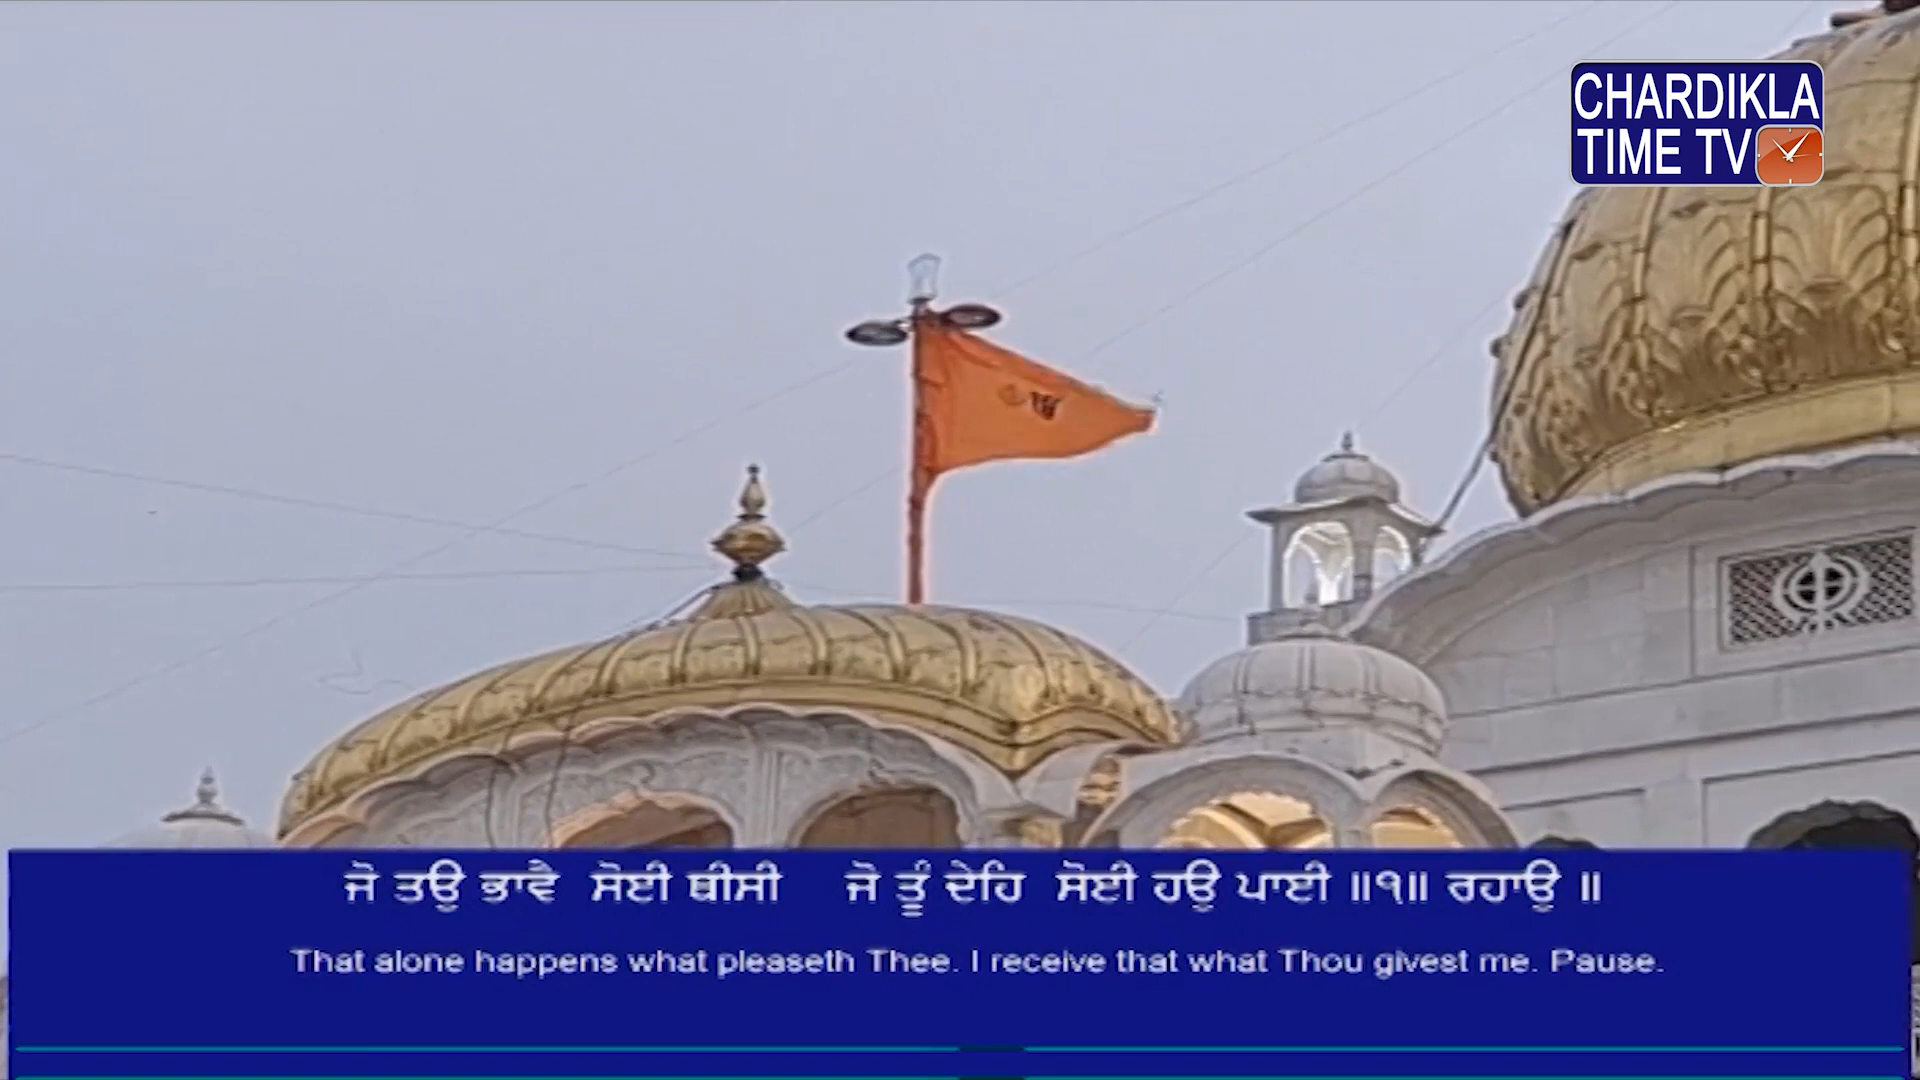 CHARDIKLA
TIME TV
ੴ
ਜੋ ਤਉ ਭਾਵੈ ਸੋਈ ਥੀਸੀ ਜੋ ਤੂੰ ਦੇਹਿ ਸੋਈ ਹਉ ਪਾਈ ॥੧॥ ਰਹਾਉ ॥
That alone happens what pleaseth Thee. I receive that what Thou givest me. Pause.